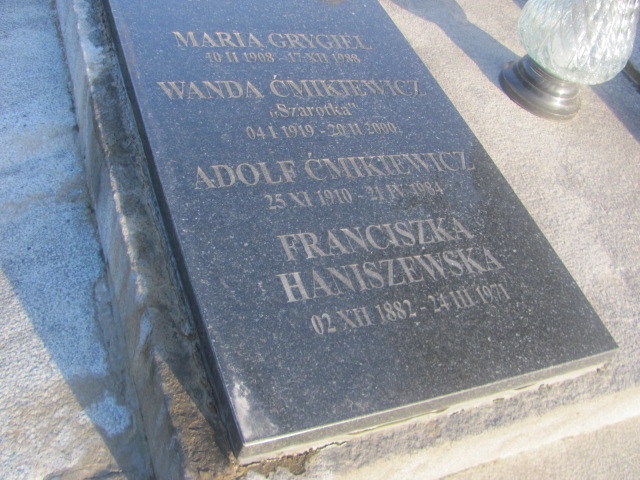 MARIA GRYGIEL
10 II 1908 - 17 XII 1988
WANDA ĆMIKIEWICZ
„Szarotka"
04 I 1919 - 20 II 2000
ADOLF ĆMIKIEWICZ
25 XI 1910 - 21 IV 1984
FRANCISZKA
HANISZEWSKA
02 XII 1882 - 24 III 1971